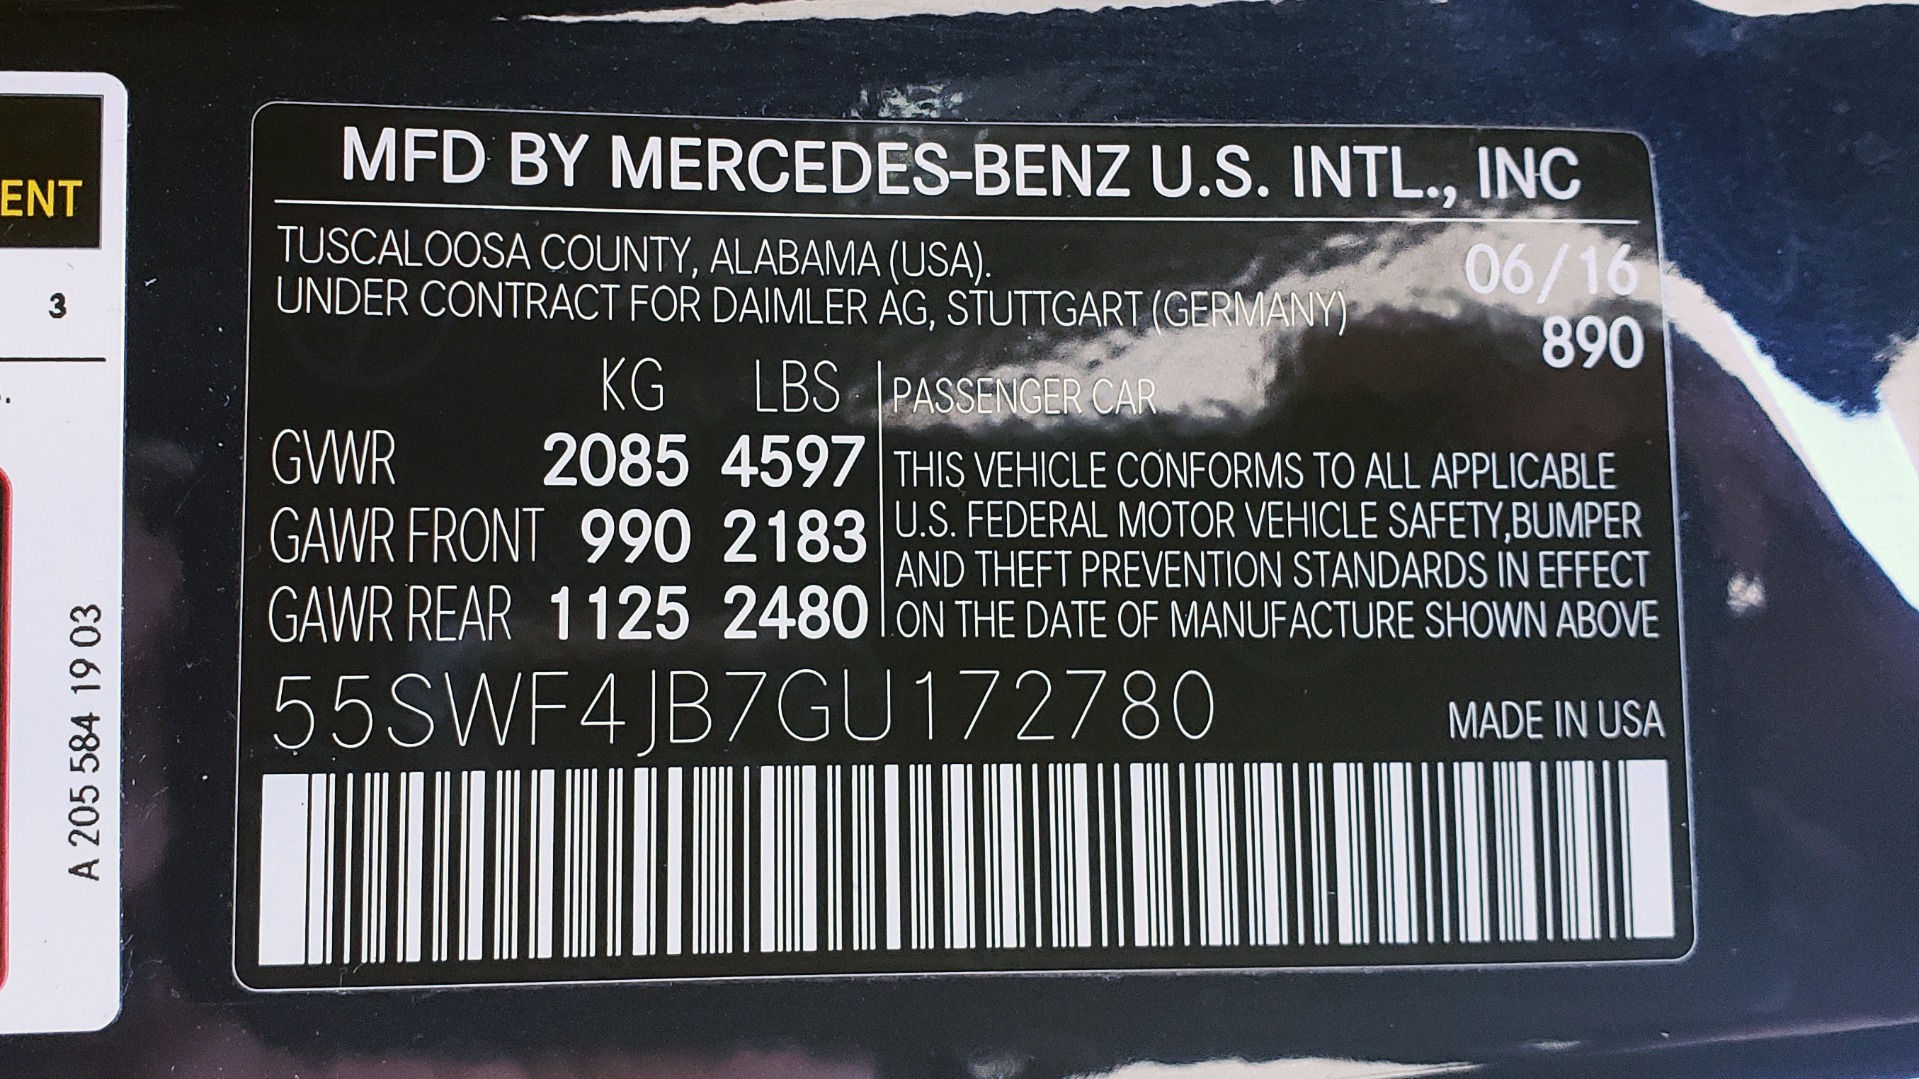 ENT
3
A 205 584 19 03
MFD BY MERCEDES-BENZ U.S. INTL., INC
TUSCALOOSA COUNTY, ALABAMA (USA).
06/16
UNDER CONTRACT FOR DAIMLER AG, STUTTGART (GERMANY)
890
KG LBS
PASSENGER CAR
GVWR 2085 4597
GAWR FRONT 990 2183
GAWR REAR 1125 2480
THIS VEHICLE CONFORMS TO ALL APPLICABLE
U.S. FEDERAL MOTOR VEHICLE SAFETY,BUMPER
AND THEFT PREVENTION STANDARDS IN EFFECT
ON THE DATE OF MANUFACTURE SHOWN ABOVE
55SWF4JB7GU172780
MADE IN USA